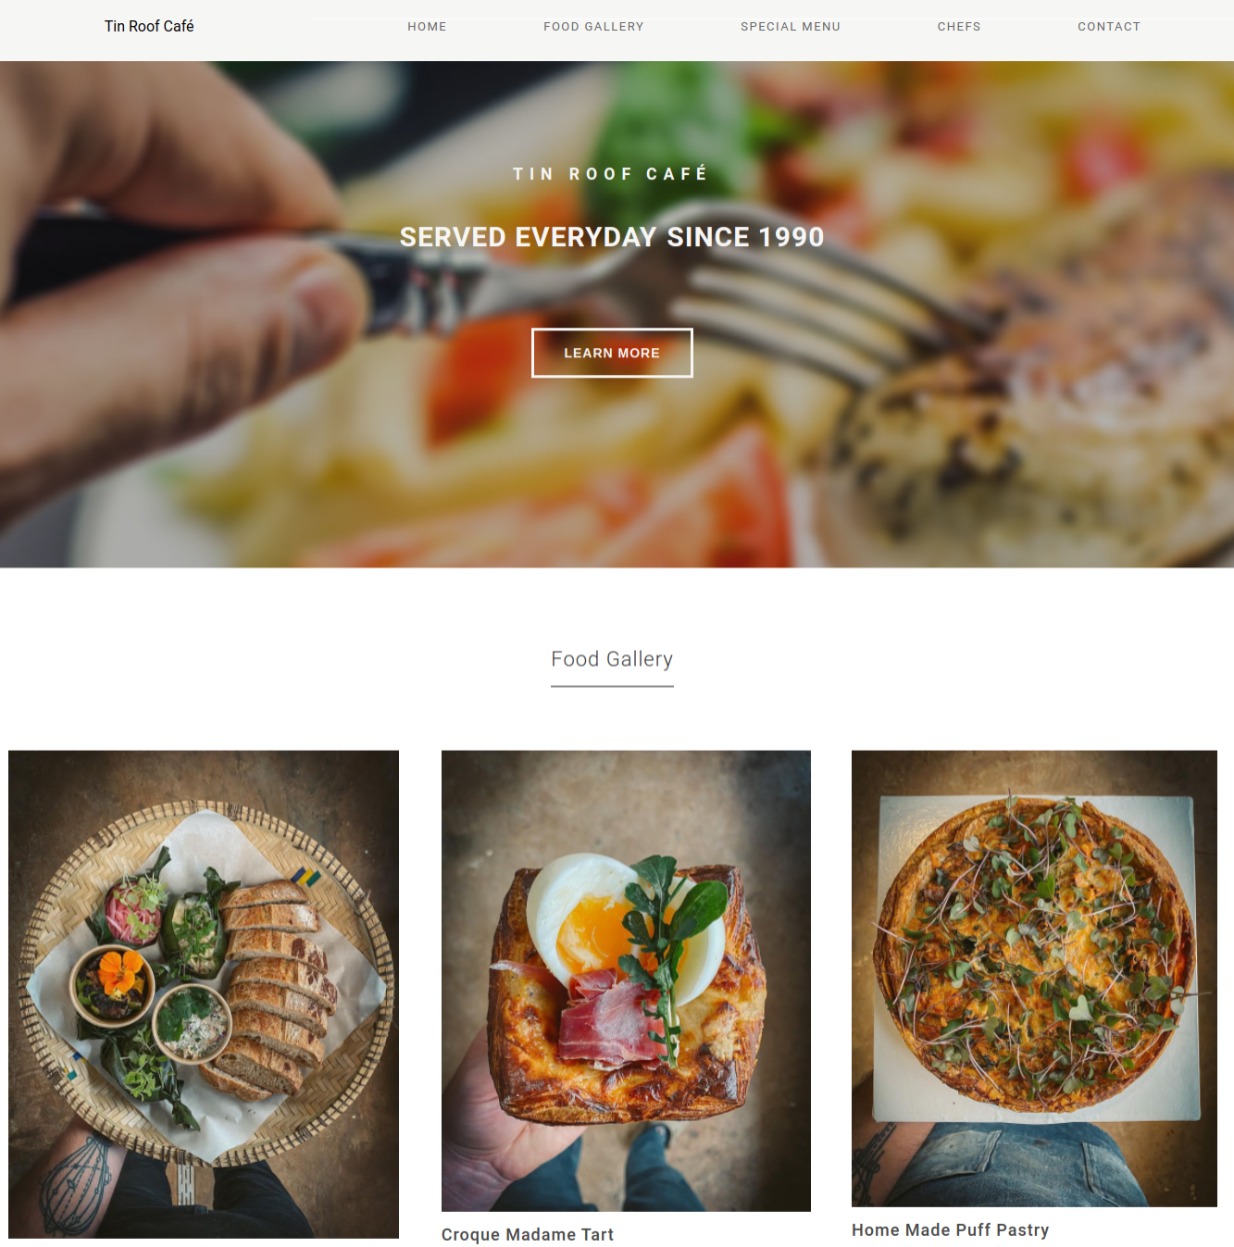 Tin Roof Café
HOME
FOOD GALLERY
SPECIAL MENU
CHEFS
CONTACT
TIN ROOF CAFÉ
SERVED EVERYDAY SINCE 1990
LEARN MORE
Food Gallery
Croque Madame Tart
Home Made Puff Pastry